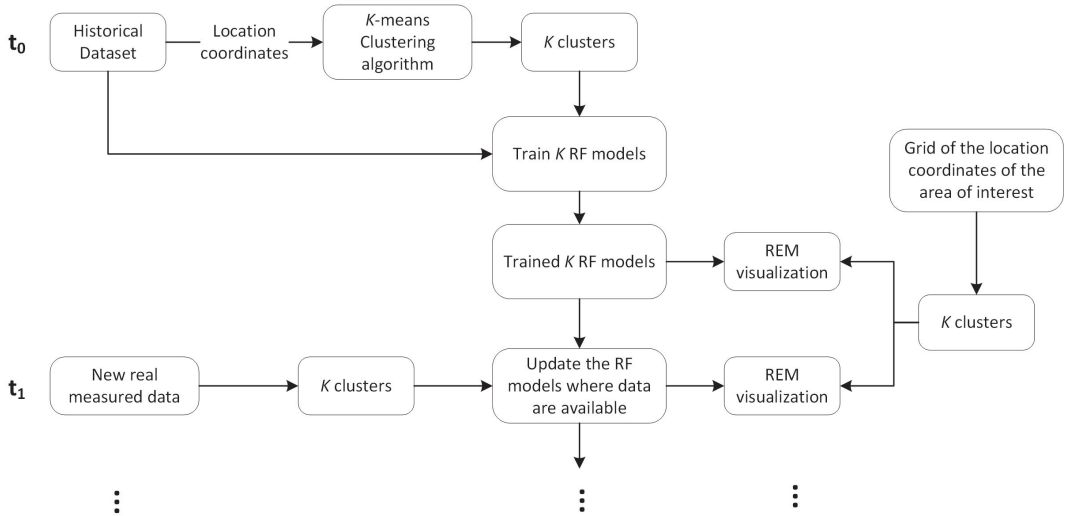 t0
Historical
Dataset
Location
coordinates
K-means
Clustering
algorithm
K clusters
Train K RF models
Grid of the location
coordinates of the
area of interest
Trained K RF models
REM
visualization
K clusters
t1
New real
measured data
K clusters
Update the RF
models where data
are available
REM
visualization